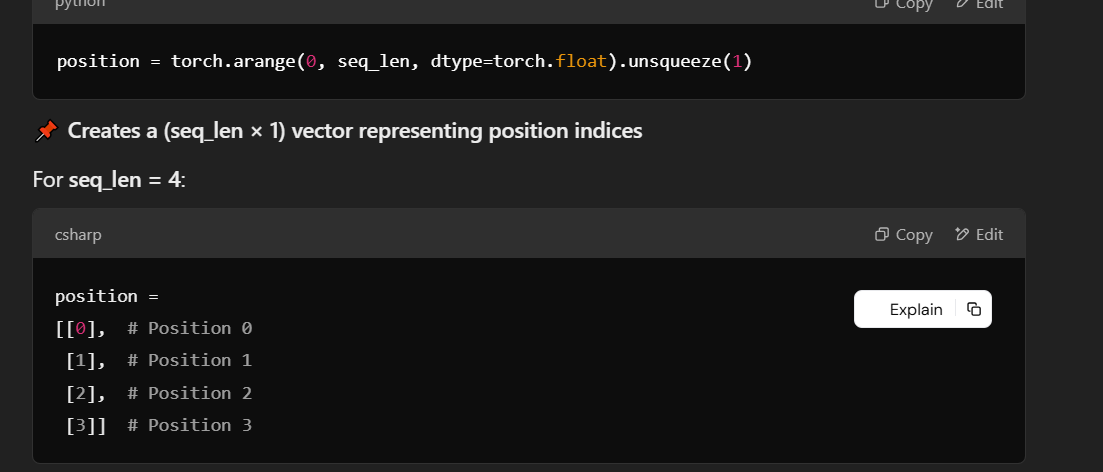 python
Copy
Edit
position = torch.arange(0, seq_len, dtype=torch.float).unsqueeze(1)
Creates a (seq_len × 1) vector representing position indices
For seq_len = 4:
csharp
Copy
Edit
position =
[[0],  # Position 0
 [1],  # Position 1
 [2],  # Position 2
 [3]]  # Position 3
Explain